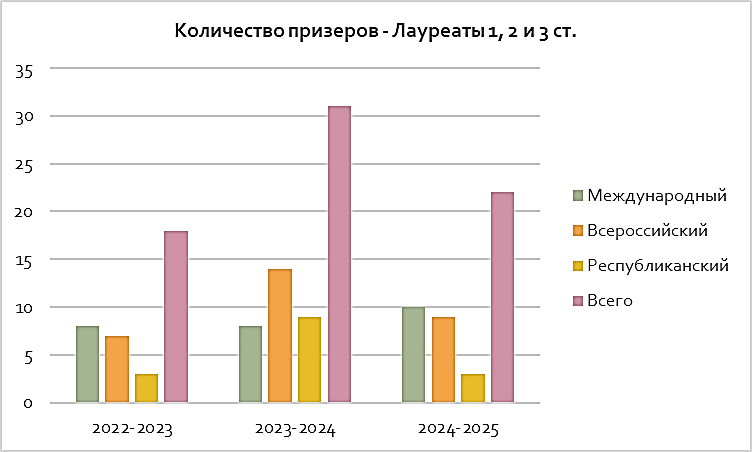 Количество призеров - Лауреаты 1, 2 и 3 ст.
35
30
25
20
15
10
5
0
2022-2023
2023-2024
2024-2025
Международный
Всероссийский
Республиканский
Всего